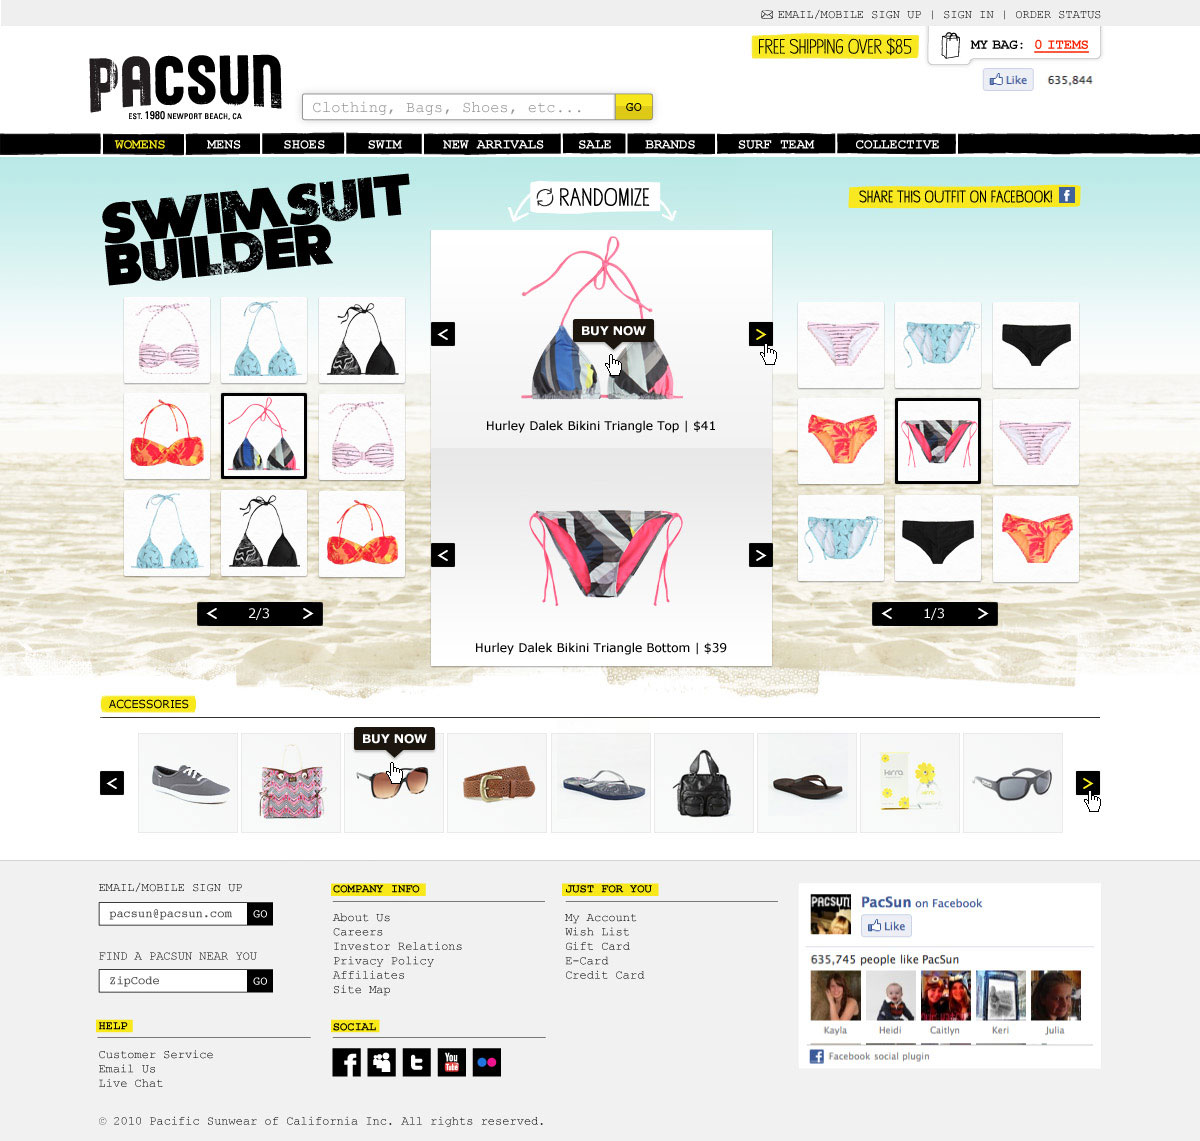 EMAIL/MOBILE SIGN UP | SIGN IN | ORDER STATUS
FREE SHIPPING OVER $85
MY BAG: 0 ITEMS
Like 635,844
PACSUN
EST. 1980 NEWPORT BEACH, CA
Clothing, Bags, Shoes, etc... GO
WOMENS MENS SHOES SWIM NEW ARRIVALS SALE BRANDS SURF TEAM COLLECTIVE
SWIMSUIT
BUILDER
RANDOMIZE
SHARE THIS OUTFIT ON FACEBOOK! f
< BUY NOW >
Hurley Dalek Bikini Triangle Top | $41
< >
Hurley Dalek Bikini Triangle Bottom | $39
< 2/3 >
< 1/3 >
ACCESSORIES
BUY NOW
< >
kirra
EMAIL/MOBILE SIGN UP
pacsun@pacsun.com GO
FIND A PACSUN NEAR YOU
ZipCode GO
HELP
Customer Service
Email Us
Live Chat
COMPANY INFO
About Us
Careers
Investor Relations
Privacy Policy
Affiliates
Site Map
SOCIAL
f t You Tube
JUST FOR YOU
My Account
Wish List
Gift Card
E-Card
Credit Card
PACSUN
PacSun on Facebook
Like
635,745 people like PacSun
Kayla Heidi Caitlyn Keri Julia
f Facebook social plugin
© 2010 Pacific Sunwear of California Inc. All rights reserved.